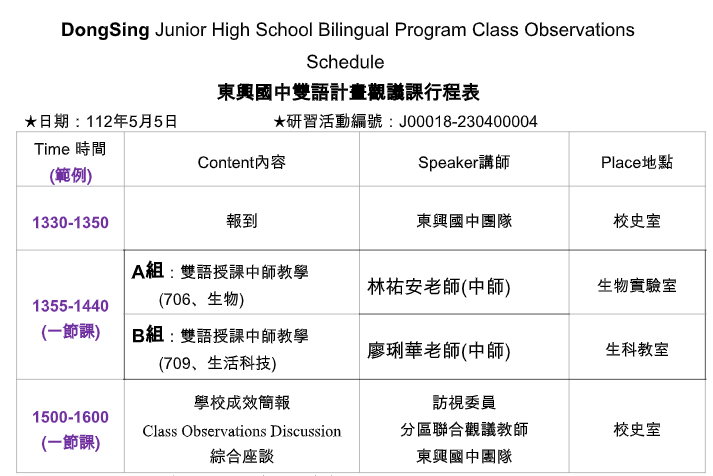 DongSing Junior High School Bilingual Program Class Observations
Schedule
東興國中雙語計畫觀議課行程表
★日期：112年5月5日 ★研習活動編號：J00018-230400004
Time 時間
(範例)
Content內容
Speaker講師
Place地點
1330-1350
報到
東興國中團隊
校史室
1355-1440
(一節課)
A組：雙語授課中師教學
(706、生物)
林祐安老師(中師)
生物實驗室
B組：雙語授課中師教學
(709、生活科技)
廖琍華老師(中師)
生科教室
1500-1600
(一節課)
學校成效簡報
Class Observations Discussion
綜合座談
訪視委員
分區聯合觀議教師
東興國中團隊
校史室